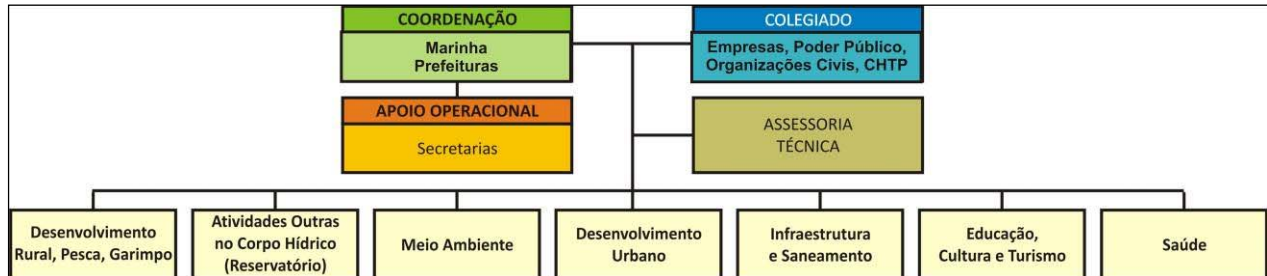 COORDENAÇÃO
Marinha
Prefeituras
COLEGIADO
Empresas, Poder Público,
Organizações Civis, CHTP
APOIO OPERACIONAL
Secretarias
ASSESSORIA
TÉCNICA
Desenvolvimento
Rural, Pesca, Garimpo
Atividades Outras
no Corpo Hídrico
(Reservatório)
Meio Ambiente
Desenvolvimento
Urbano
Infraestrutura
e Saneamento
Educação,
Cultura e Turismo
Saúde